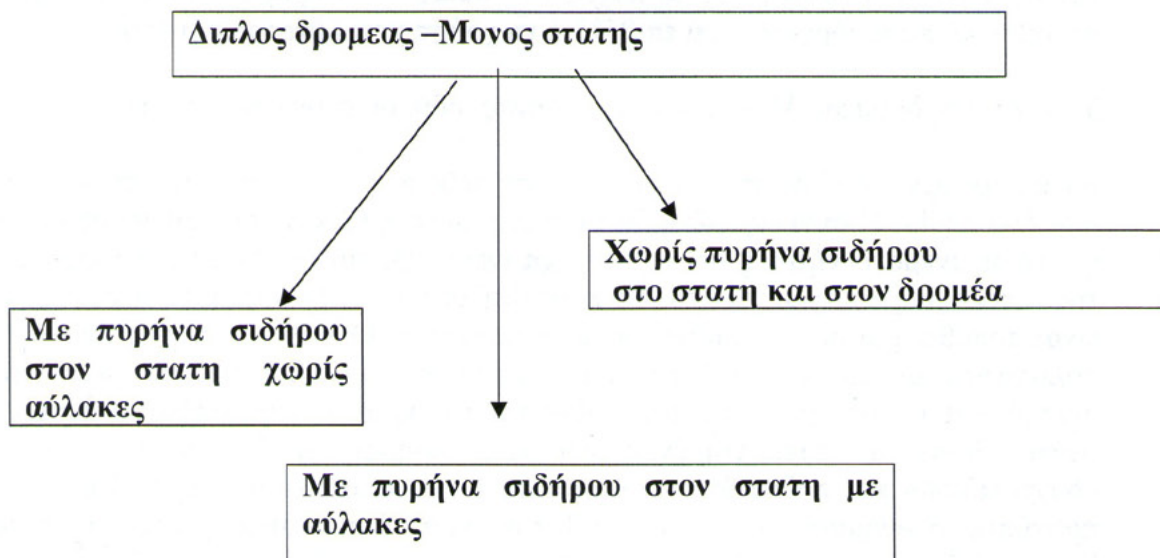 Διπλος δρομεας –Μονος στατης
Χωρίς πυρήνα σιδήρου
στο στατη και στον δρομέα
Με πυρήνα σιδήρου
στον στατη χωρίς
αύλακες
Με πυρήνα σιδήρου στον στατη με
αύλακες